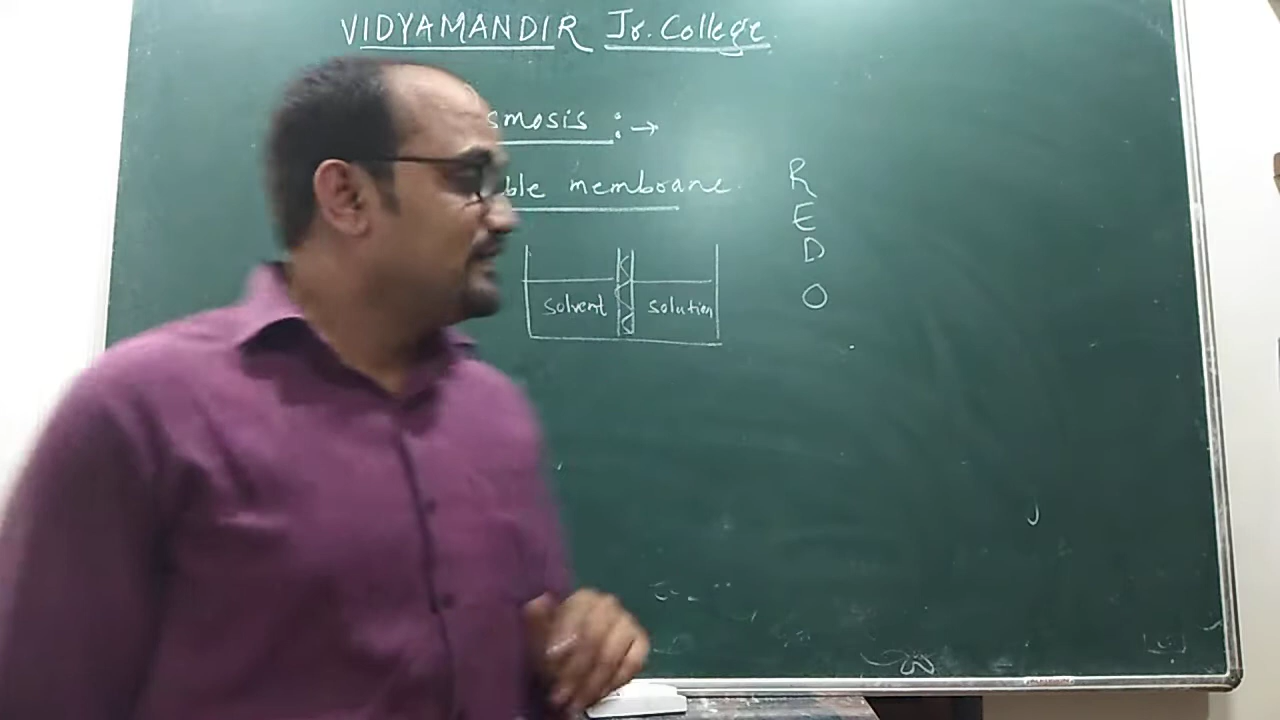 VIDYAMANDIR Jr. College.
smosis :→
ble membrane.
R
E
D
O
solvent solution